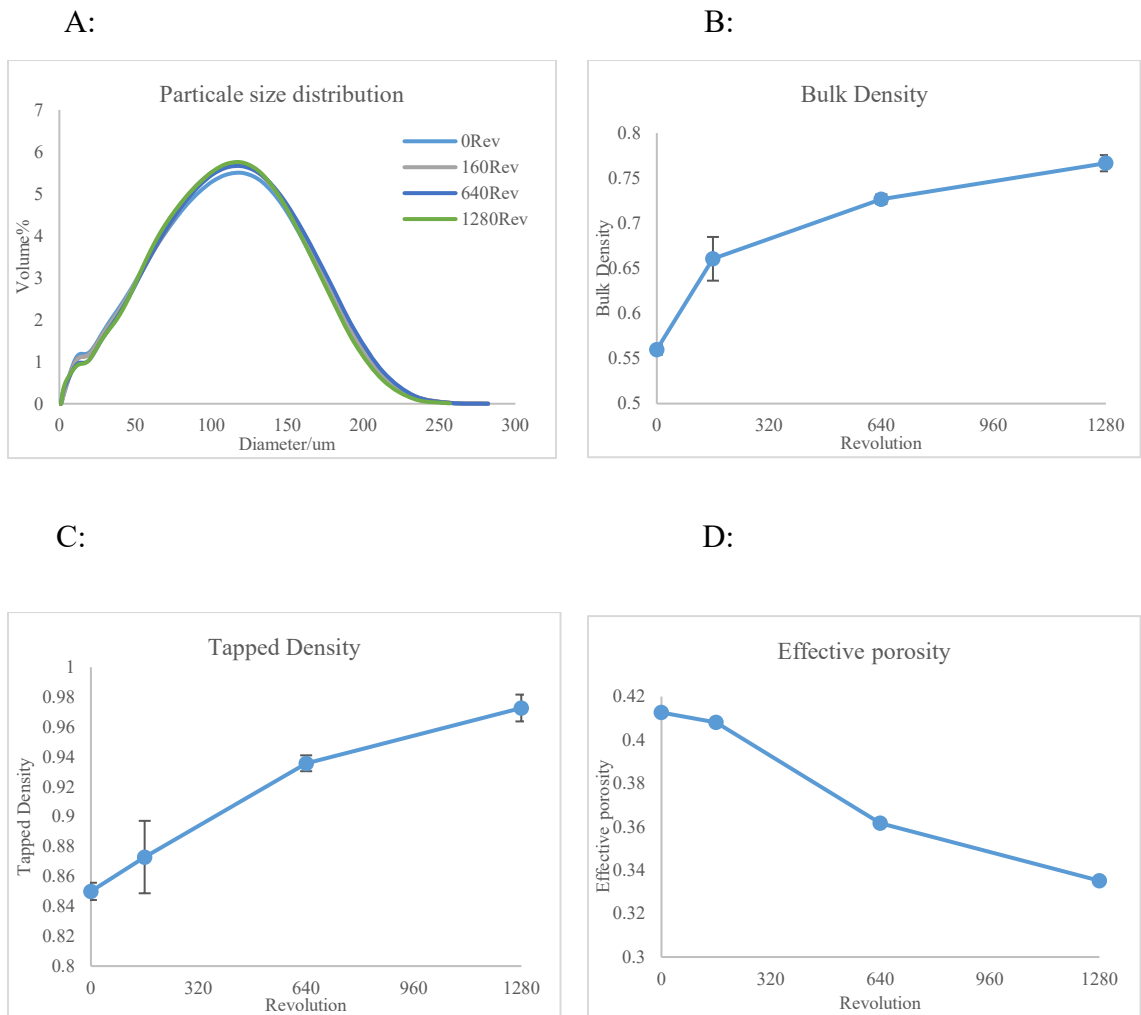 A:
B:
Particale size distribution
7
6
5
4
3
2
1
0
Volume%
0Rev
160Rev
640Rev
1280Rev
0 50 100 150 200 250 300
Diameter/um
Bulk Density
0.8
0.75
0.7
0.65
0.6
0.55
0.5
Bulk Density
0 320 640 960 1280
Revolution
C:
D:
Tapped Density
1
0.98
0.96
0.94
0.92
0.9
0.88
0.86
0.84
0.82
0.8
Tapped Density
0 320 640 960 1280
Revolution
Effective porosity
0.42
0.4
0.38
0.36
0.34
0.32
0.3
Effective porosity
0 320 640 960 1280
Revolution